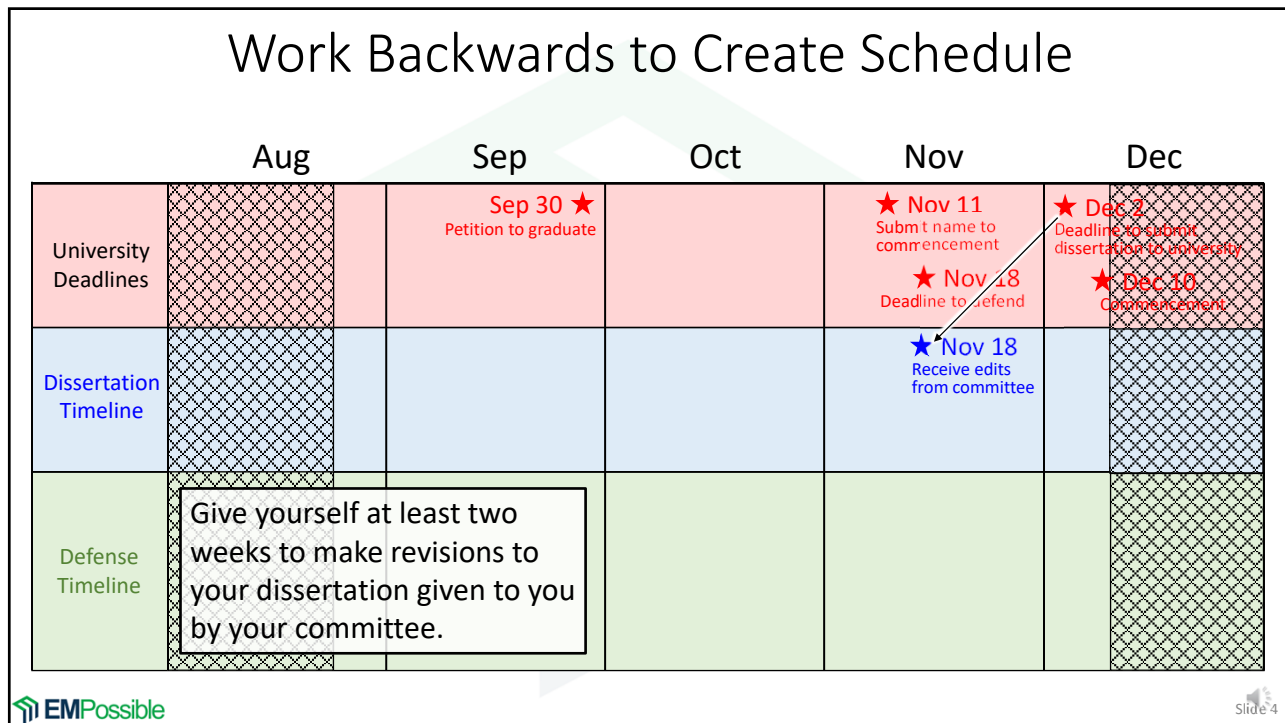 Work Backwards to Create Schedule
Aug Sep Oct Nov Dec
University
Deadlines
Sep 30
Petition to graduate
Nov 11
Submit name to
commencement
Nov 18
Deadline to defend
Dec 2
Deadline to submit
dissertation to university
Dec 10
Commencement
Dissertation
Timeline
Nov 18
Receive edits
from committee
Defense
Timeline
Give yourself at least two
weeks to make revisions to
your dissertation given to you
by your committee.
EMPossible
Slide 4